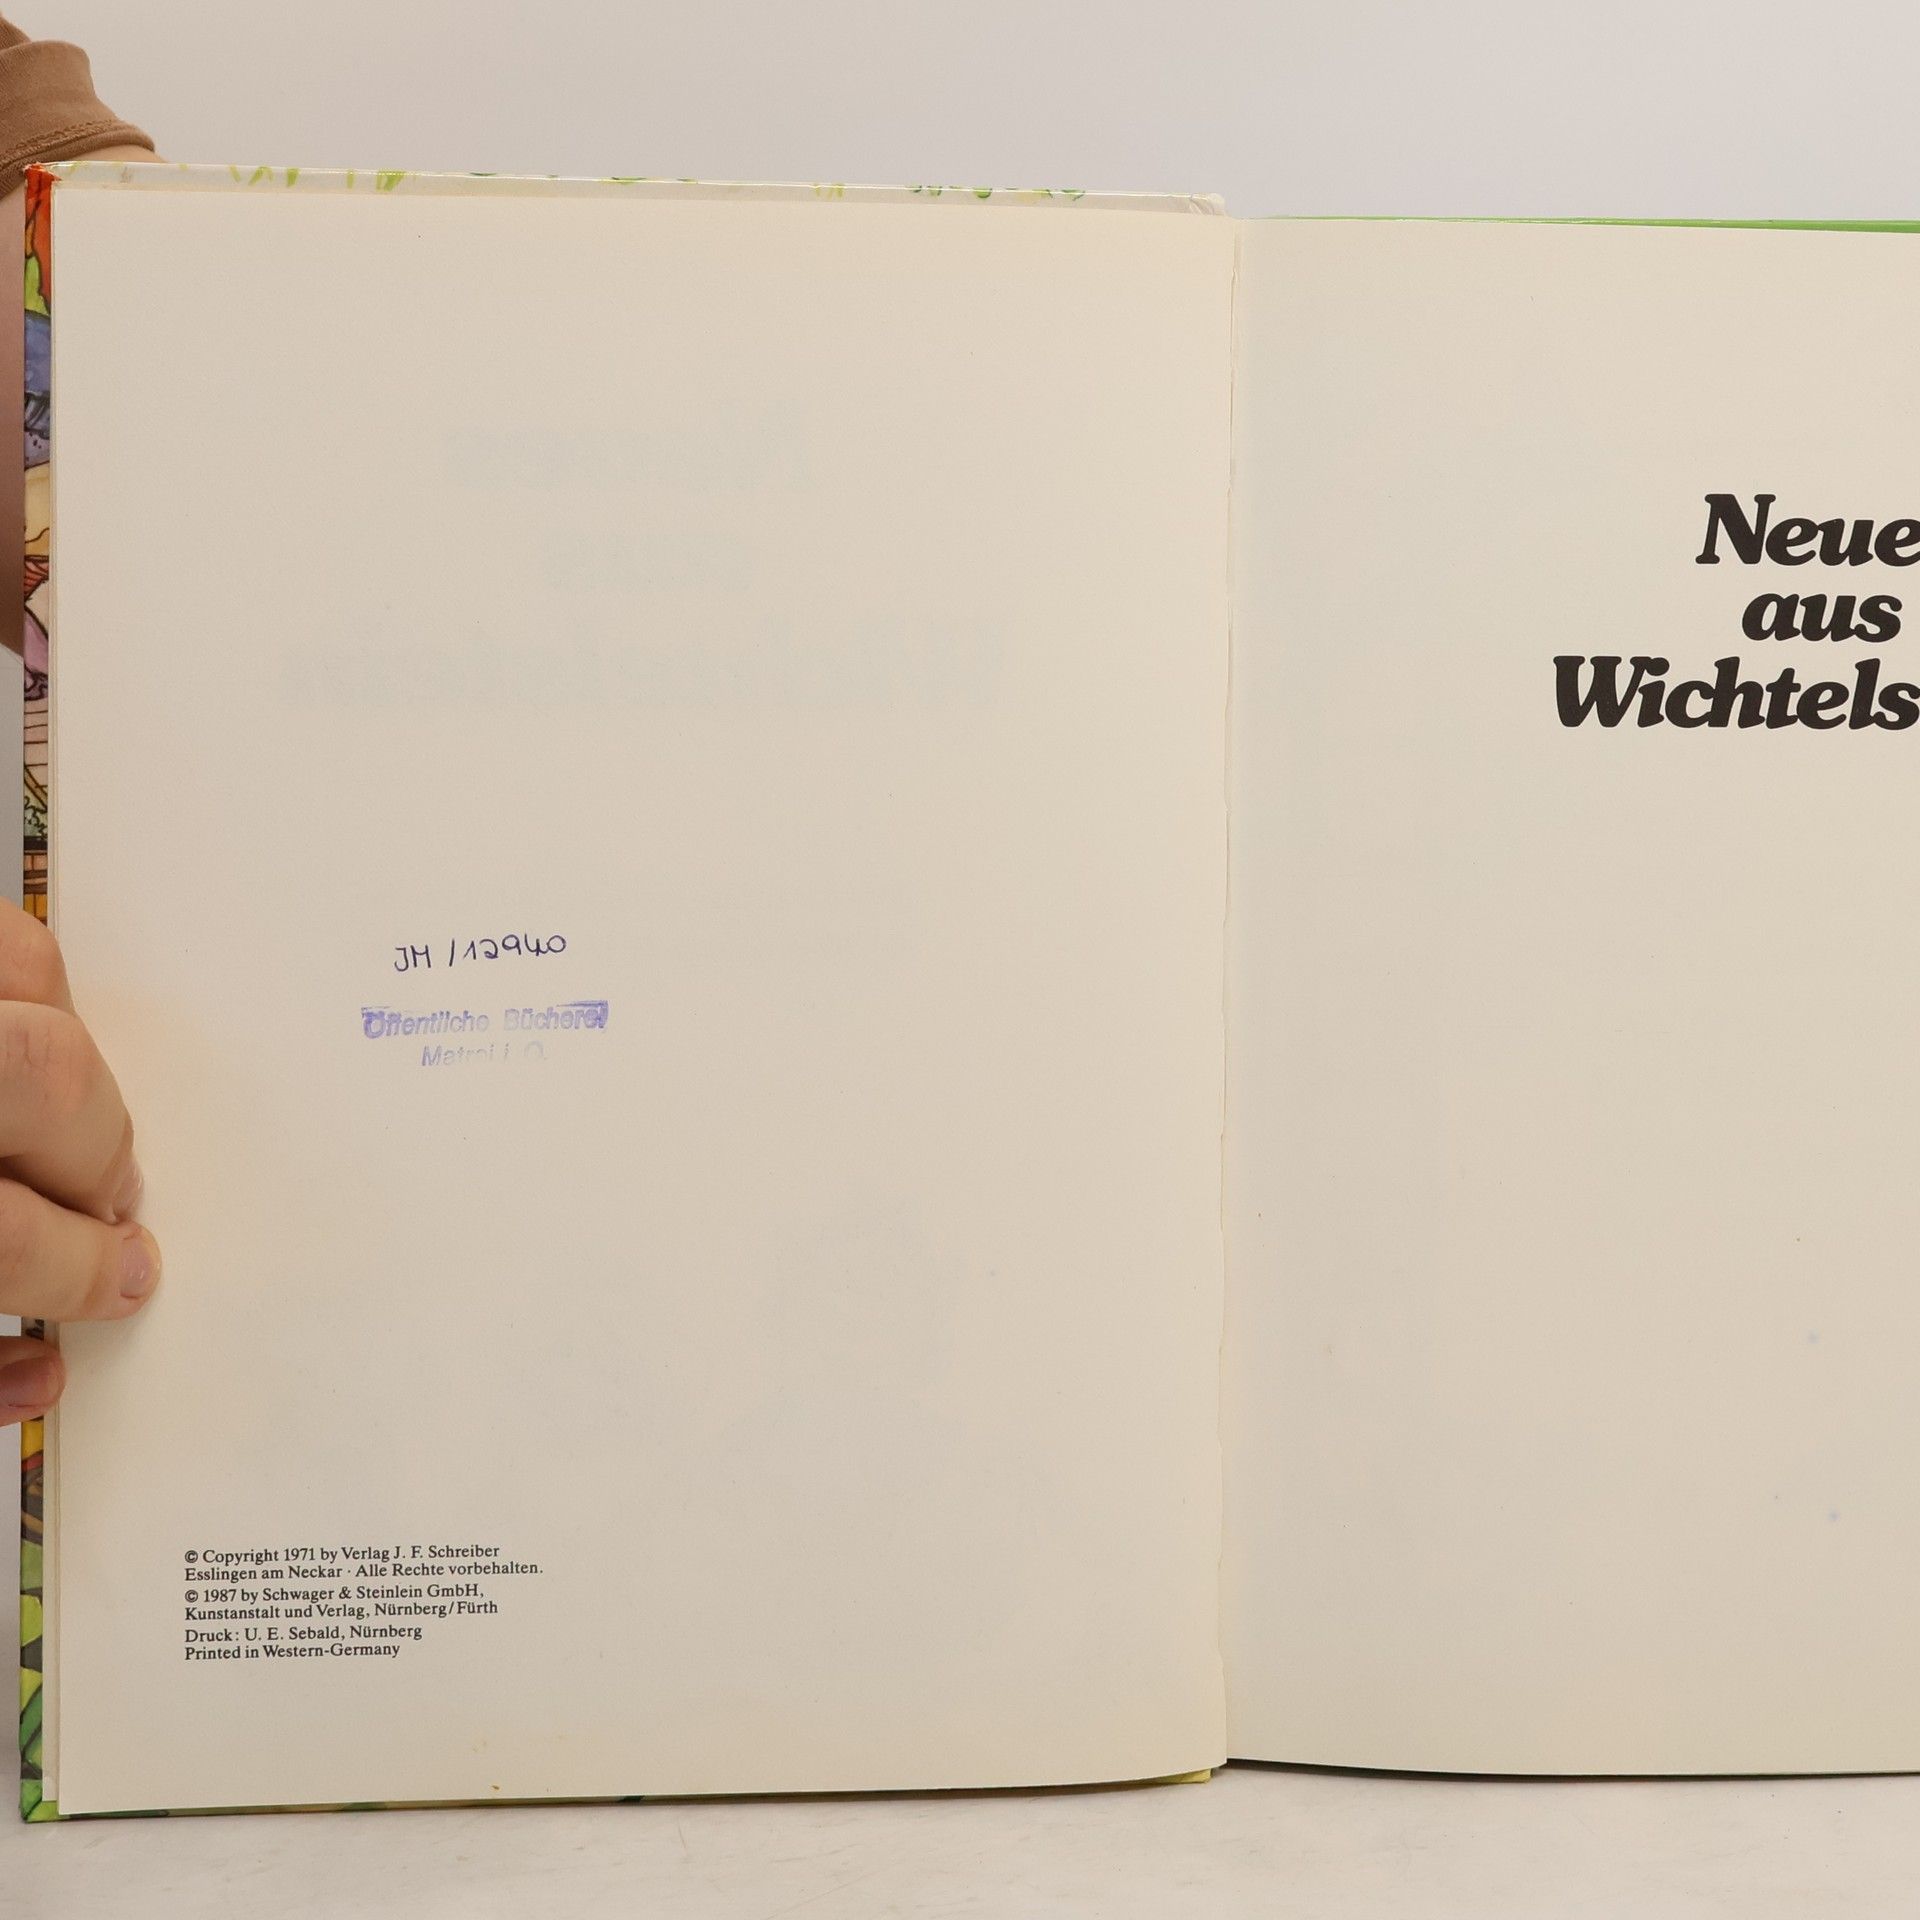 JM / 12940
Öffentliche Bücherei
Matrei i. O.
© Copyright 1971 by Verlag J. F. Schreiber
Esslingen am Neckar · Alle Rechte vorbehalten.
© 1987 by Schwager & Steinlein GmbH,
Kunstanstalt und Verlag, Nürnberg/Fürth
Druck: U. E. Sebald, Nürnberg
Printed in Western-Germany
Neue
aus
Wichtels